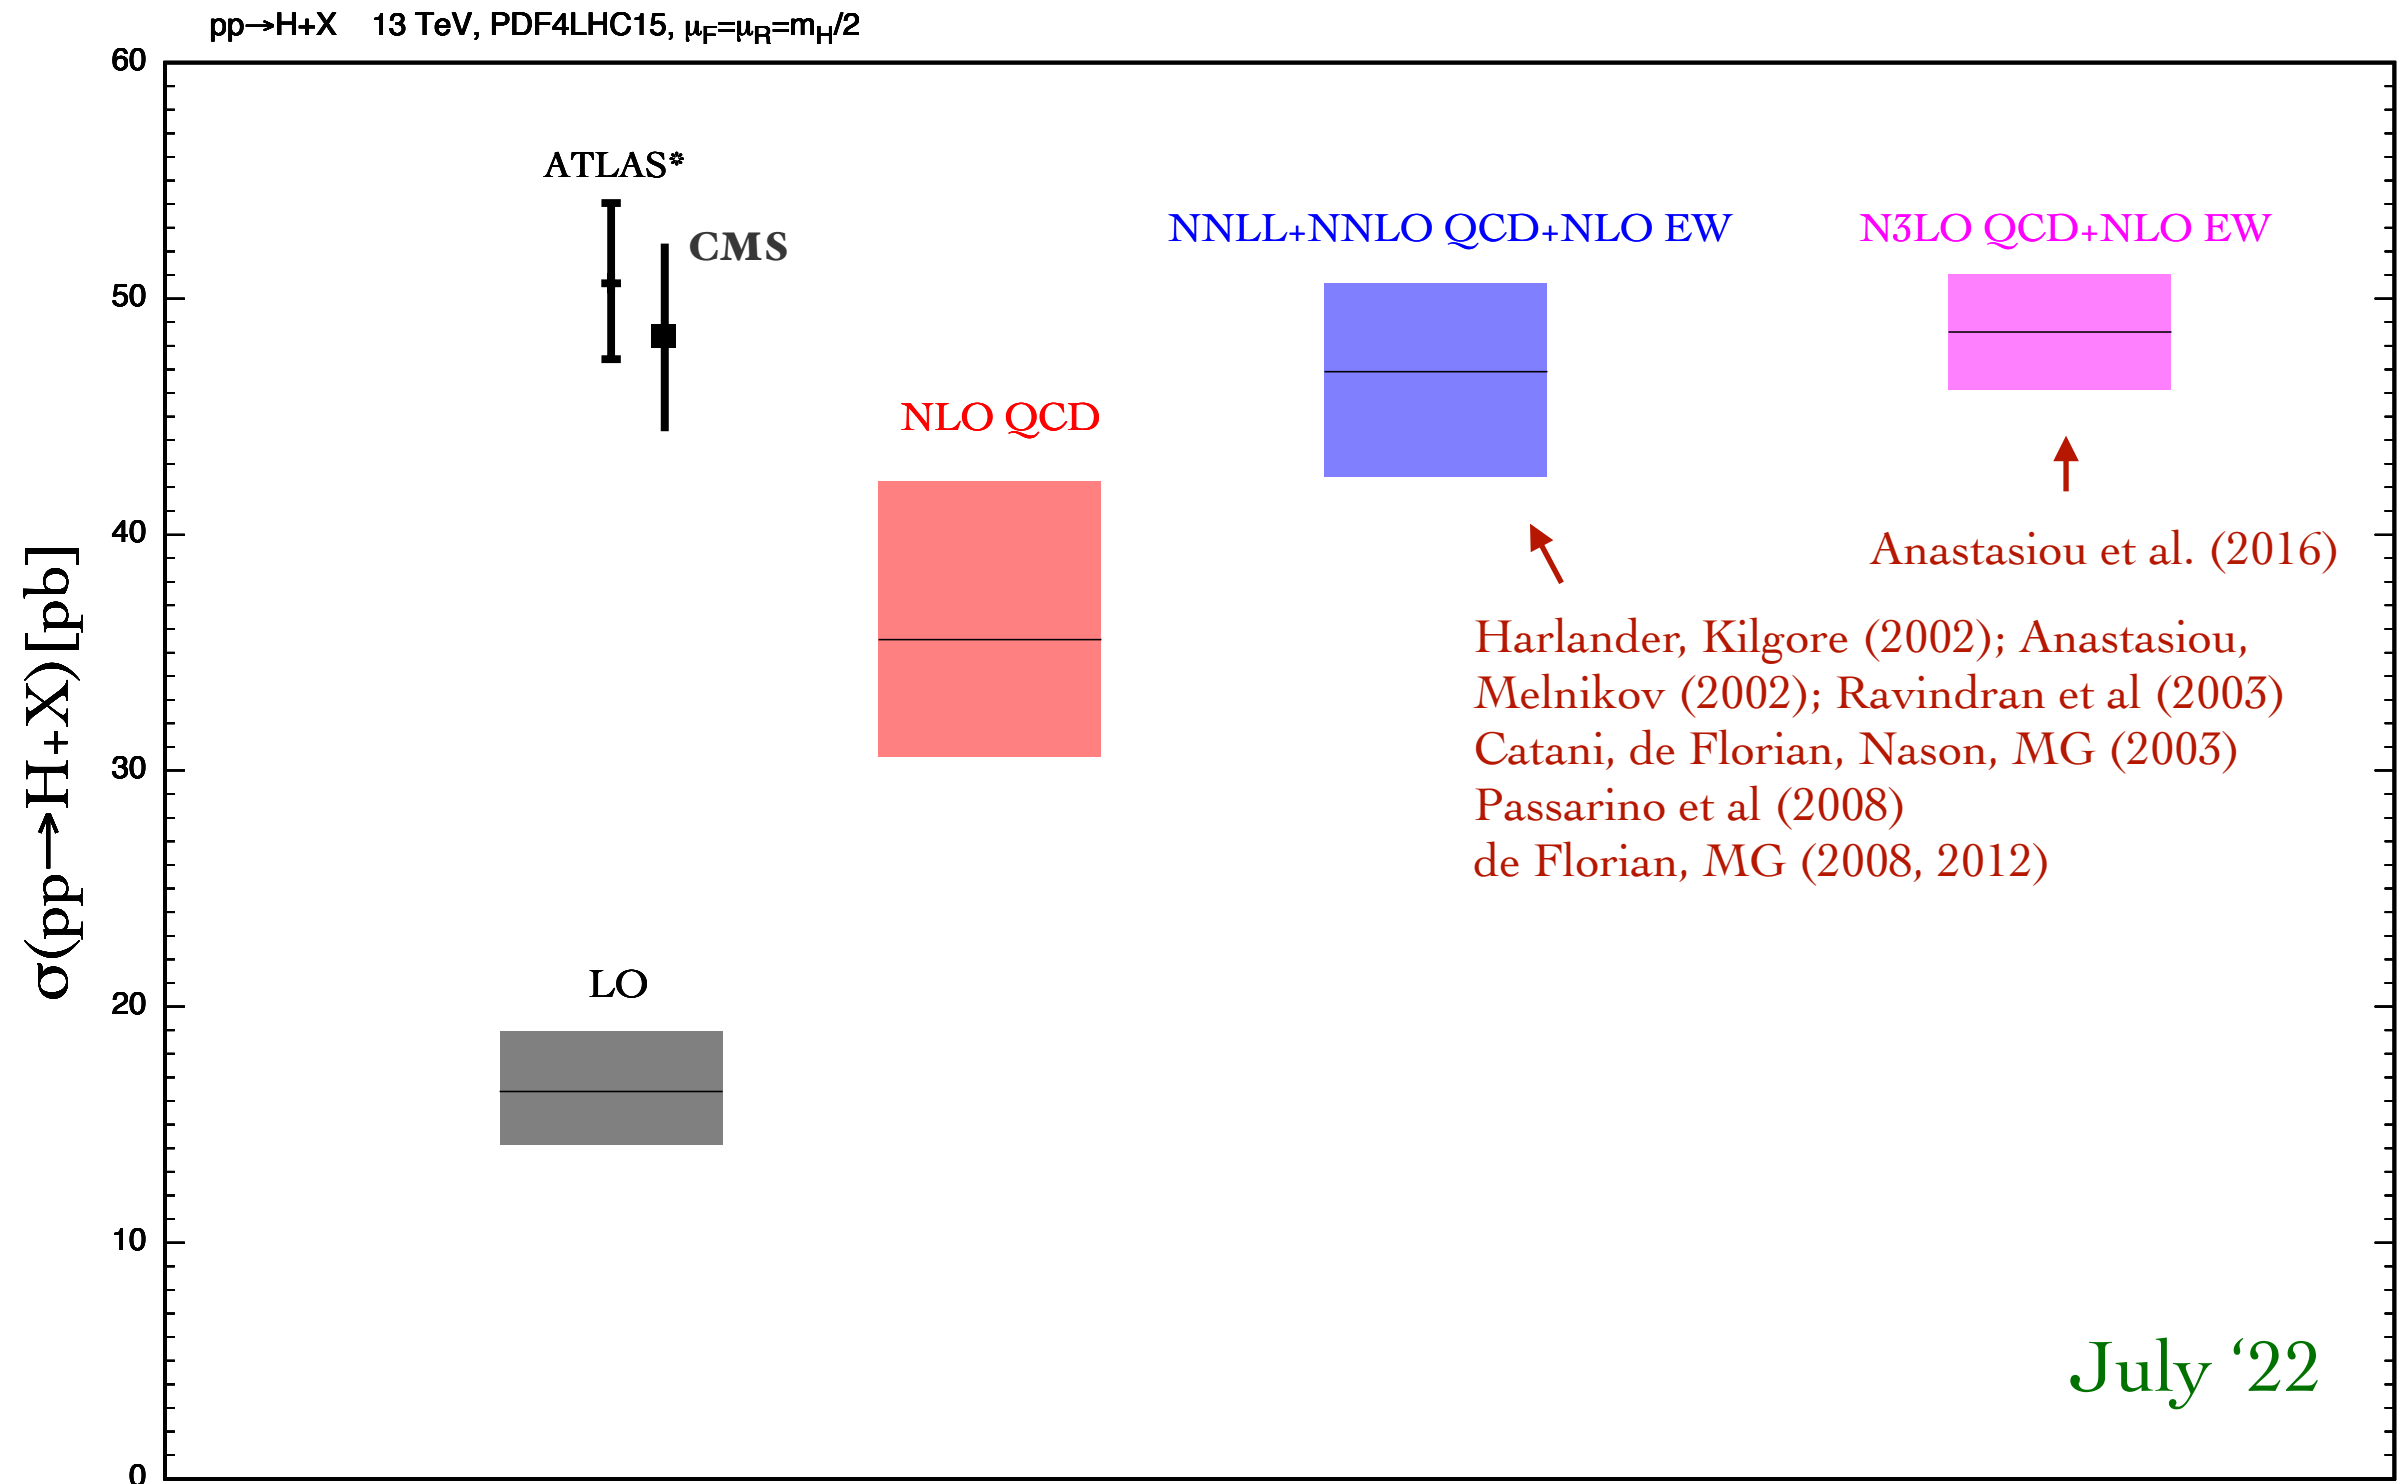 pp→H+X 13 TeV, PDF4LHC15, μF=μR=mH/2
60
50
40
30
20
10
0
σ(pp→H+X)[pb]
ATLAS*
CMS
NLO QCD
NNLL+NNLO QCD+NLO EW
N3LO QCD+NLO EW
Anastasiou et al. (2016)
Harlander, Kilgore (2002); Anastasiou,
Melnikov (2002); Ravindran et al (2003)
Catani, de Florian, Nason, MG (2003)
Passarino et al (2008)
de Florian, MG (2008, 2012)
LO
July ‘22